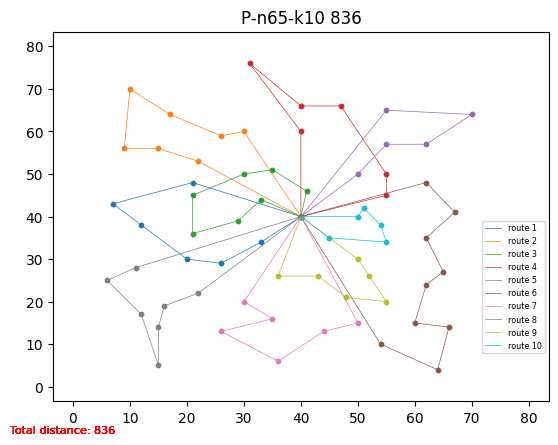 P-n65-k10 836
80
70
60
50
40
30
20
10
0
route 1
route 2
route 3
route 4
route 5
route 6
route 7
route 8
route 9
route 10
0 10 20 30 40 50 60 70 80
Total distance: 836